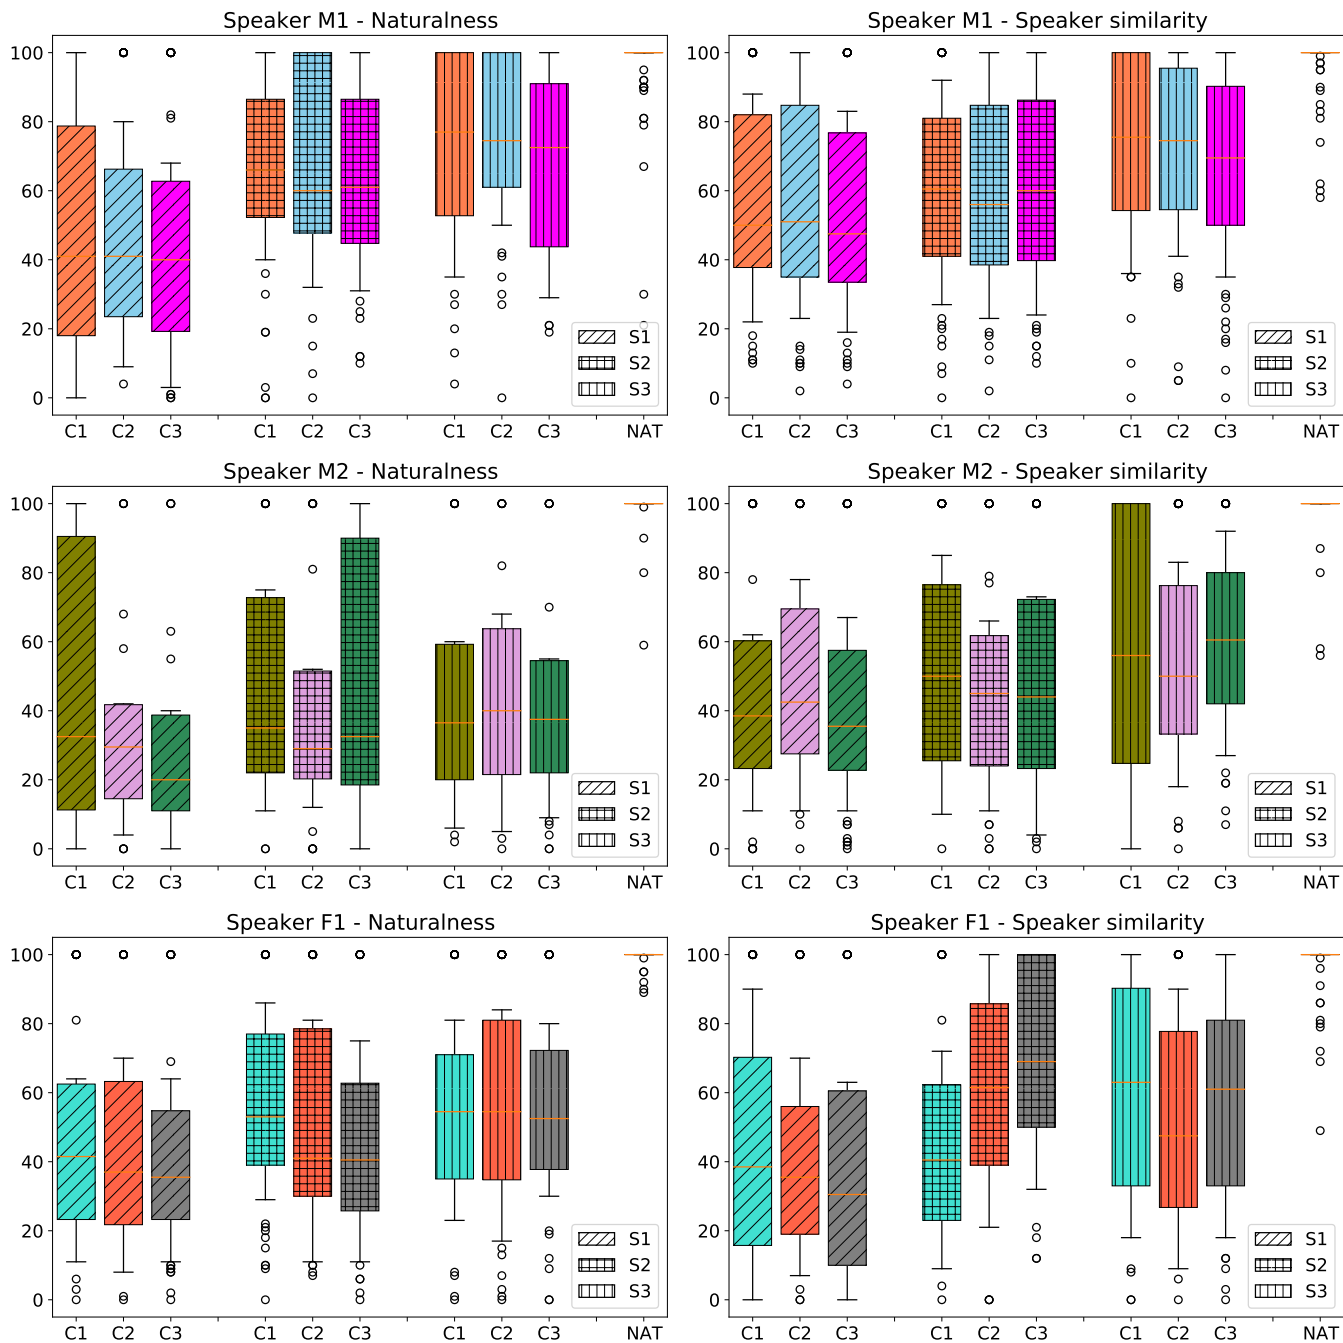 Speaker M1 - Naturalness
100
80
60
40
20
0
S1
S2
S3
C1 C2 C3 C1 C2 C3 C1 C2 C3 NAT
Speaker M1 - Speaker similarity
100
80
60
40
20
0
S1
S2
S3
C1 C2 C3 C1 C2 C3 C1 C2 C3 NAT
Speaker M2 - Naturalness
100
80
60
40
20
0
S1
S2
S3
C1 C2 C3 C1 C2 C3 C1 C2 C3 NAT
Speaker M2 - Speaker similarity
100
80
60
40
20
0
S1
S2
S3
C1 C2 C3 C1 C2 C3 C1 C2 C3 NAT
Speaker F1 - Naturalness
100
80
60
40
20
0
S1
S2
S3
C1 C2 C3 C1 C2 C3 C1 C2 C3 NAT
Speaker F1 - Speaker similarity
100
80
60
40
20
0
S1
S2
S3
C1 C2 C3 C1 C2 C3 C1 C2 C3 NAT